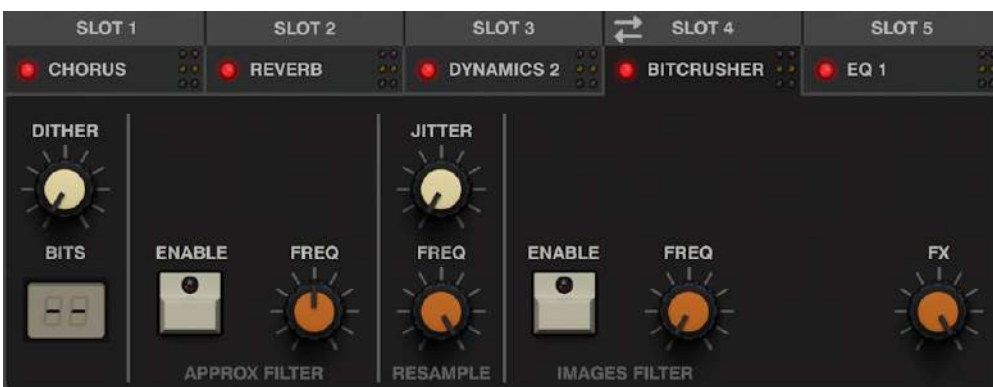 SLOT 1 SLOT 2 SLOT 3 SLOT 4 SLOT 5
CHORUS REVERB DYNAMICS 2 BITCRUSHER EQ 1
DITHER JITTER
BITS ENABLE FREQ FREQ ENABLE FREQ FX
--
APPROX FILTER RESAMPLE IMAGES FILTER